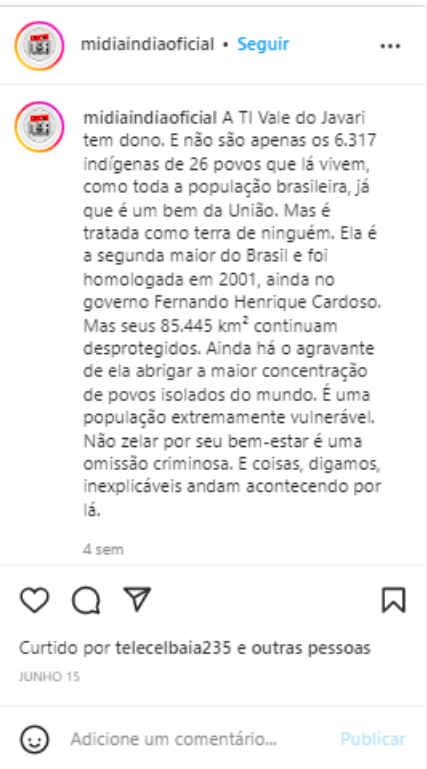 midiaindiaoficial • Seguir
midiaindiaoficial A TI Vale do Javari
tem dono. E não são apenas os 6.317
indígenas de 26 povos que lá vivem,
como toda a população brasileira, já
que é um bem da União. Mas é
tratada como terra de ninguém. Ela é
a segunda maior do Brasil e foi
homologada em 2001, ainda no
governo Fernando Henrique Cardoso.
Mas seus 85.445 km² continuam
desprotegidos. Ainda há o agravante
de ela abrigar a maior concentração
de povos isolados do mundo. É uma
população extremamente vulnerável.
Não zelar por seu bem-estar é uma
omissão criminosa. E coisas, digamos,
inexplicáveis andam acontecendo por
lá.
4 sem
Curtido por telecelbaia235 e outras pessoas
JUNHO 15
Adicione um comentário... Publicar